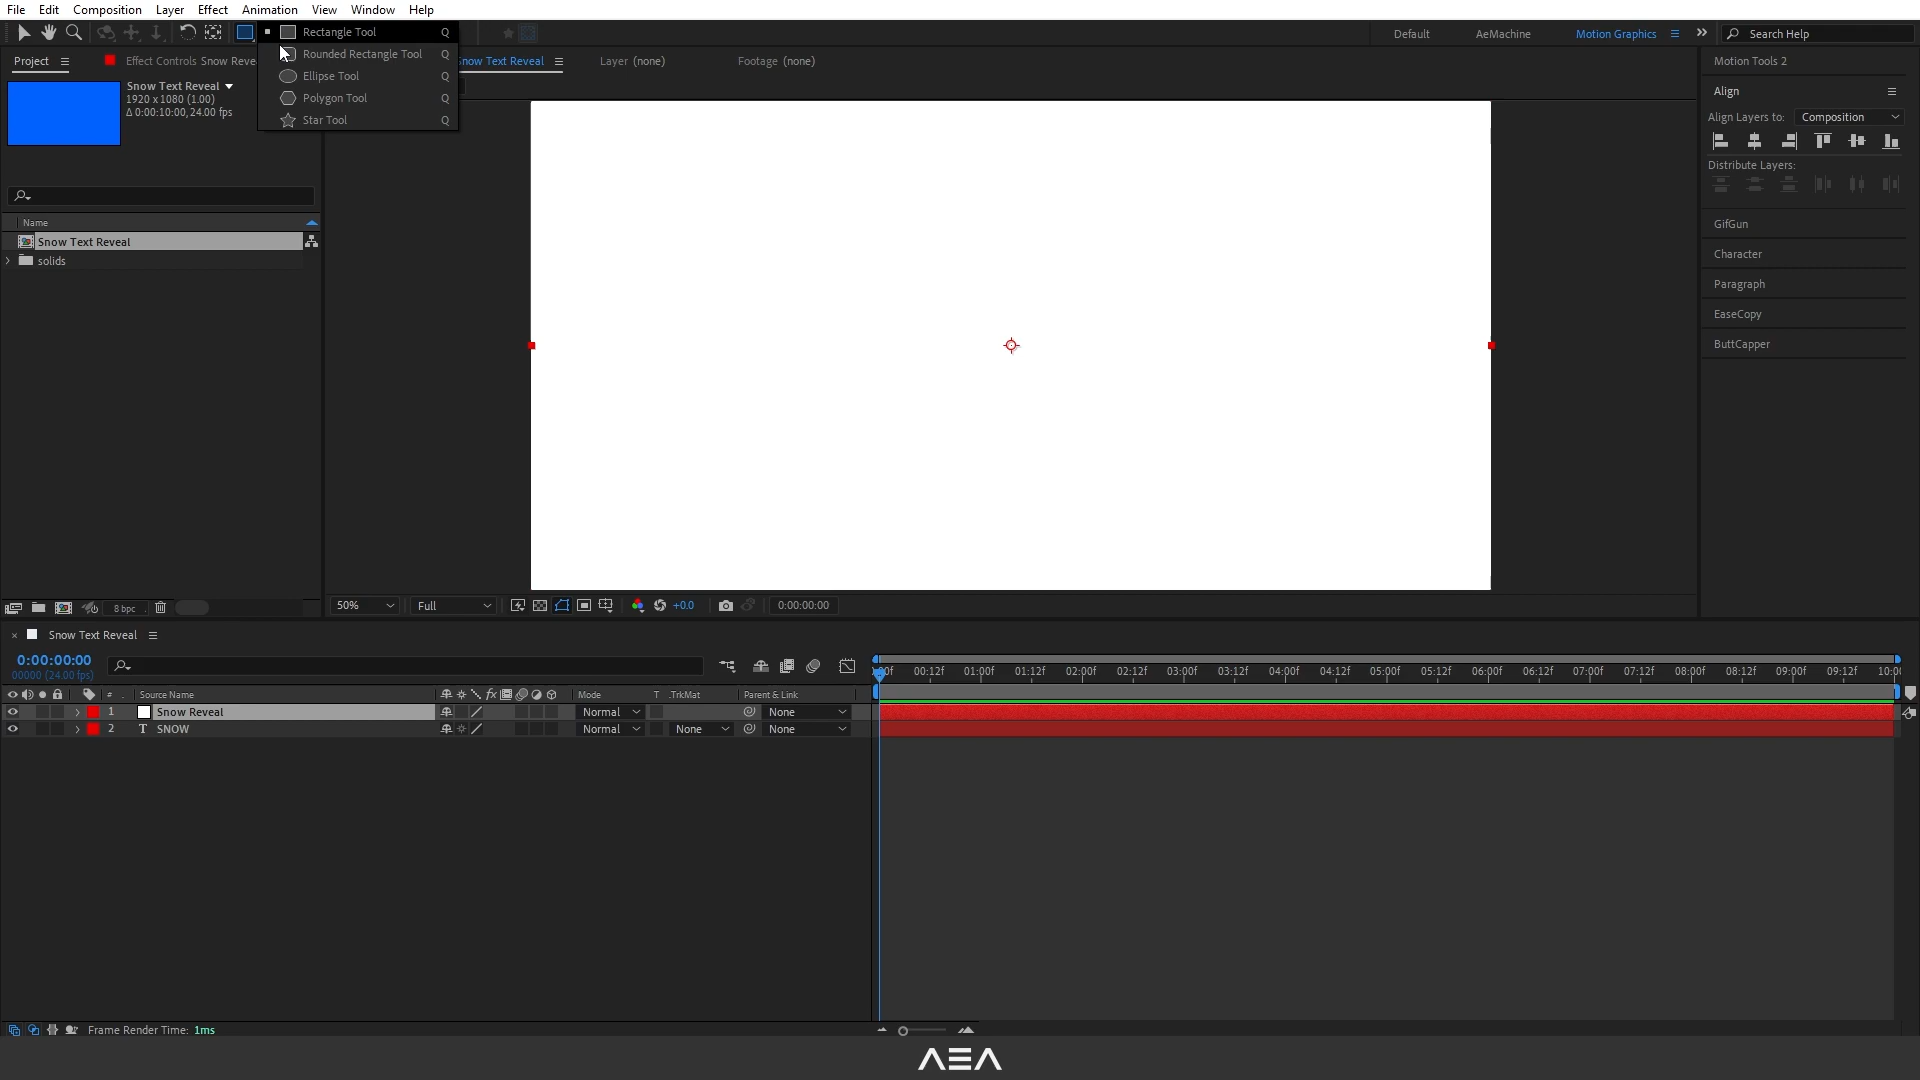 File Edit Composition Layer Effect Animation View Window Help
Rectangle Tool Q
Rounded Rectangle Tool Q
Ellipse Tool Q
Polygon Tool Q
Star Tool Q
Default AeMachine Motion Graphics Search Help
Project Effect Controls Snow Reve
Snow Text Reveal Layer (none) Footage (none)
Snow Text Reveal
1920 x 1080 (1.00)
Δ 0:00:10:00, 24.00 fps
Name
Snow Text Reveal
solids
Motion Tools 2
Align
Align Layers to: Composition
Distribute Layers:
GifGun
Character
Paragraph
EaseCopy
ButtCapper
8 bpc
50% Full +0.0 0:00:00:00
Snow Text Reveal
0:00:00:00
00000 (24.00 fps)
00:12f 01:00f 01:12f 02:00f 02:12f 03:00f 03:12f 04:00f 04:12f 05:00f 05:12f 06:00f 06:12f 07:00f 07:12f 08:00f 08:12f 09:00f 09:12f 10:0
# Source Name Mode T .TrkMat Parent & Link
1 Snow Reveal Normal None
2 T SNOW Normal None None
Frame Render Time: 1ms
AEA